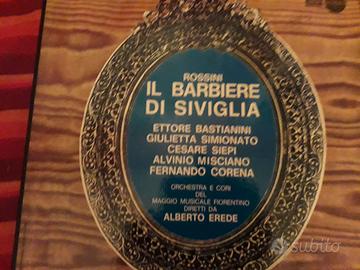 ROSSINI
IL BARBIERE
DI SIVIGLIA
ETTORE BASTIANINI
GIULIETTA SIMIONATO
CESARE SIEPI
ALVINIO MISCIANO
FERNANDO CORENA
ORCHESTRA E CORI
DEL
MAGGIO MUSICALE FIORENTINO
DIRETTI DA
ALBERTO EREDE
subito